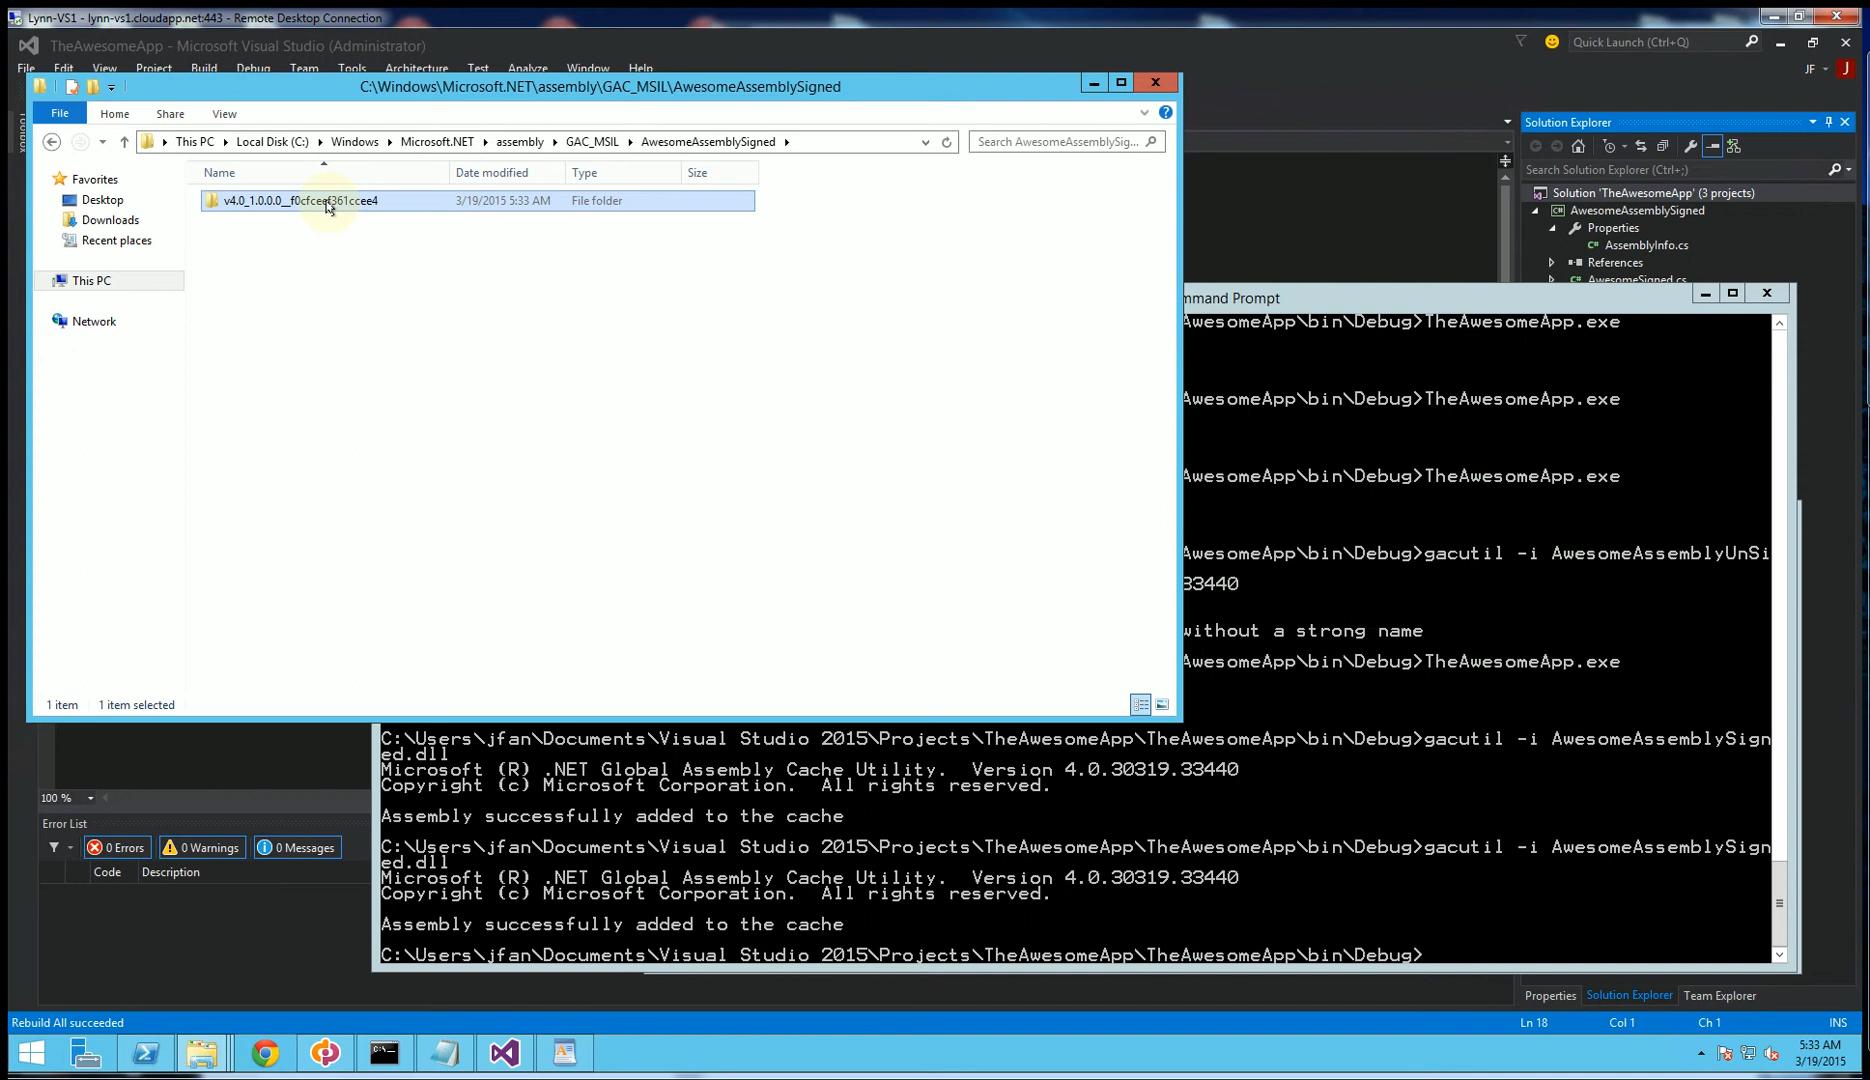 Lynn-VS1 - lynn-vs1.cloudapp.net:443 - Remote Desktop Connection
TheAwesomeApp - Microsoft Visual Studio (Administrator)
Quick Launch (Ctrl+Q)
File Edit View Project Build Debug Team Tools Architecture Test Analyze Window Help
JF J
C:\Windows\Microsoft.NET\assembly\GAC_MSIL\AwesomeAssemblySigned
File Home Share View
This PC Local Disk (C:) Windows Microsoft.NET assembly GAC_MSIL AwesomeAssemblySigned
Search AwesomeAssemblySig...
Name Date modified Type Size
v4.0_1.0.0.0__f0cfceef361ccee4 3/19/2015 5:33 AM File folder
Favorites
Desktop
Downloads
Recent places
This PC
Network
1 item 1 item selected
Solution Explorer
Search Solution Explorer (Ctrl+;)
Solution 'TheAwesomeApp' (3 projects)
AwesomeAssemblySigned
Properties
AssemblyInfo.cs
References
AwesomeSigned.cs
mmand Prompt
AwesomeApp\bin\Debug>TheAwesomeApp.exe
AwesomeApp\bin\Debug>TheAwesomeApp.exe
AwesomeApp\bin\Debug>TheAwesomeApp.exe
AwesomeApp\bin\Debug>gacutil -i AwesomeAssemblyUnSi
33440
without a strong name
AwesomeApp\bin\Debug>TheAwesomeApp.exe
C:\Users\jfan\Documents\Visual Studio 2015\Projects\TheAwesomeApp\TheAwesomeApp\bin\Debug>gacutil -i AwesomeAssemblySign
ed.dll
Microsoft (R) .NET Global Assembly Cache Utility.  Version 4.0.30319.33440
Copyright (c) Microsoft Corporation.  All rights reserved.
Assembly successfully added to the cache
C:\Users\jfan\Documents\Visual Studio 2015\Projects\TheAwesomeApp\TheAwesomeApp\bin\Debug>gacutil -i AwesomeAssemblySign
ed.dll
Microsoft (R) .NET Global Assembly Cache Utility.  Version 4.0.30319.33440
Copyright (c) Microsoft Corporation.  All rights reserved.
Assembly successfully added to the cache
C:\Users\jfan\Documents\Visual Studio 2015\Projects\TheAwesomeApp\TheAwesomeApp\bin\Debug>
100 %
Error List
0 Errors 0 Warnings 0 Messages
Code Description
Properties Solution Explorer Team Explorer
Rebuild All succeeded
Ln 18 Col 1 Ch 1 INS
5:33 AM
3/19/2015